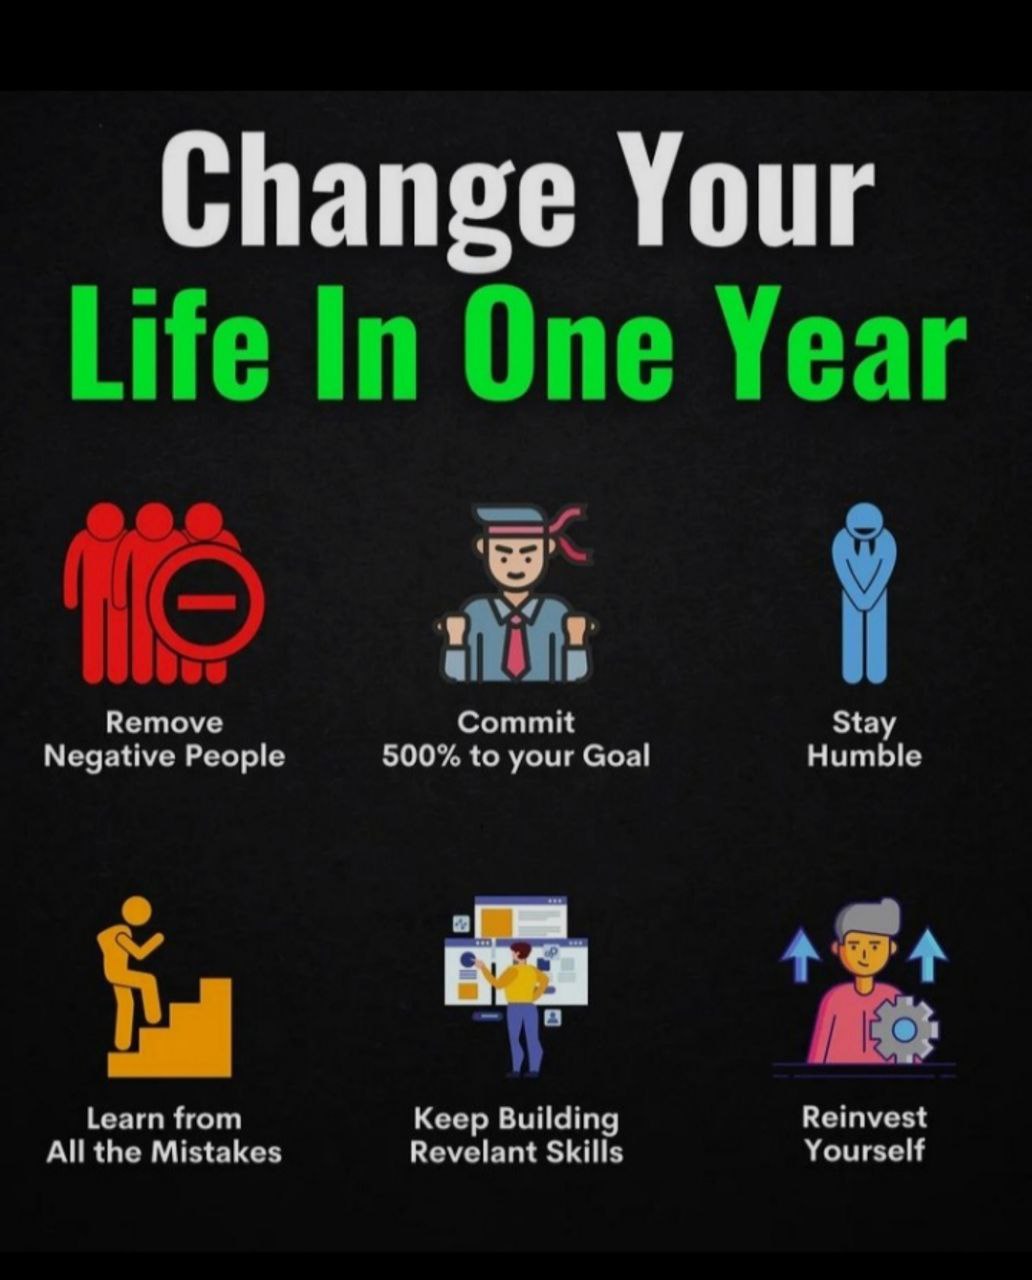 Change Your
Life In One Year
Remove
Negative People
Commit
500% to your Goal
Stay
Humble
Learn from
All the Mistakes
Keep Building
Revelant Skills
Reinvest
Yourself